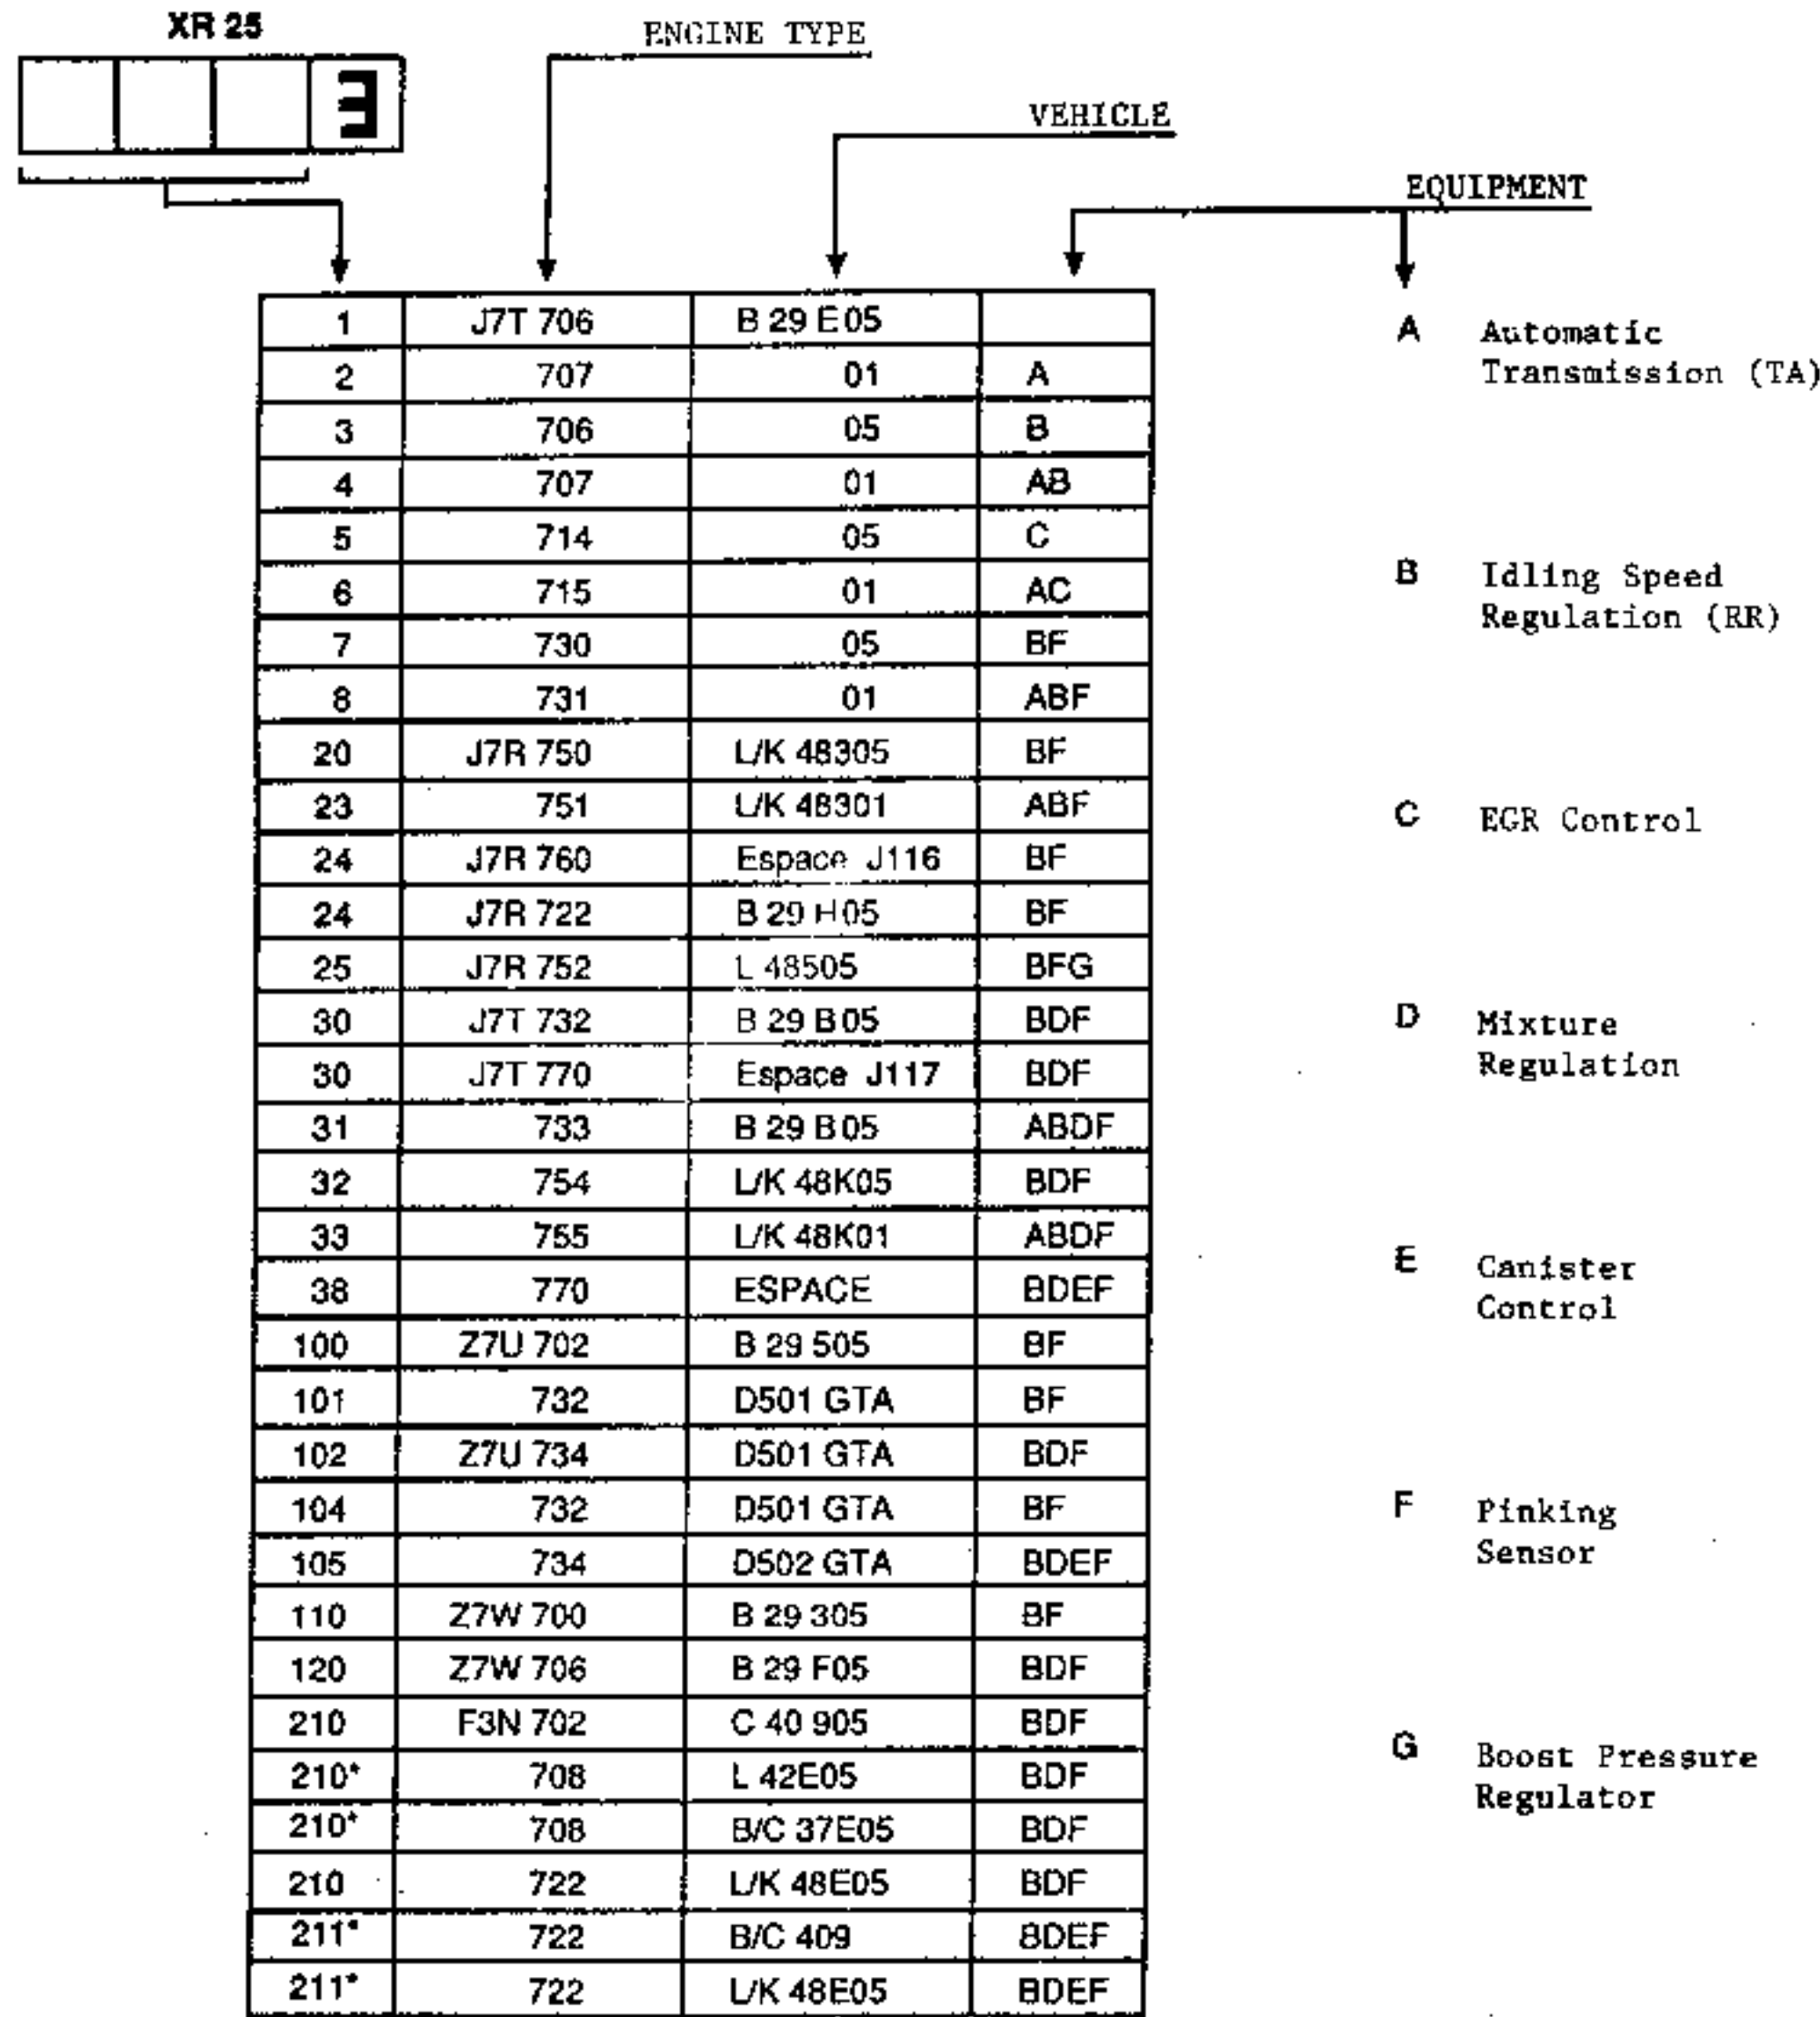 XR 25
ENGINE TYPE
VEHICLE
EQUIPMENT
1 J7T 706 B 29 E05
2 707 01 A
3 706 05 B
4 707 01 AB
5 714 05 C
6 715 01 AC
7 730 05 BF
8 731 01 ABF
20 J7R 750 L/K 48305 BF
23 751 L/K 48301 ABF
24 J7R 760 Espace J116 BF
24 J7R 722 B 29 H05 BF
25 J7R 752 L 48505 BFG
30 J7T 732 B 29 B05 BDF
30 J7T 770 Espace J117 BDF
31 733 B 29 B05 ABDF
32 754 L/K 48K05 BDF
33 755 L/K 48K01 ABDF
38 770 ESPACE BDEF
100 Z7U 702 B 29 505 BF
101 732 D501 GTA BF
102 Z7U 734 D501 GTA BDF
104 732 D501 GTA BF
105 734 D502 GTA BDEF
110 Z7W 700 B 29 305 BF
120 Z7W 706 B 29 F05 BDF
210 F3N 702 C 40 905 BDF
210* 708 L 42E05 BDF
210* 708 B/C 37E05 BDF
210 722 L/K 48E05 BDF
211* 722 B/C 409 BDEF
211* 722 L/K 48E05 BDEF
A Automatic
Transmission (TA)
B Idling Speed
Regulation (RR)
C EGR Control
D Mixture
Regulation
E Canister
Control
F Pinking
Sensor
G Boost Pressure
Regulator